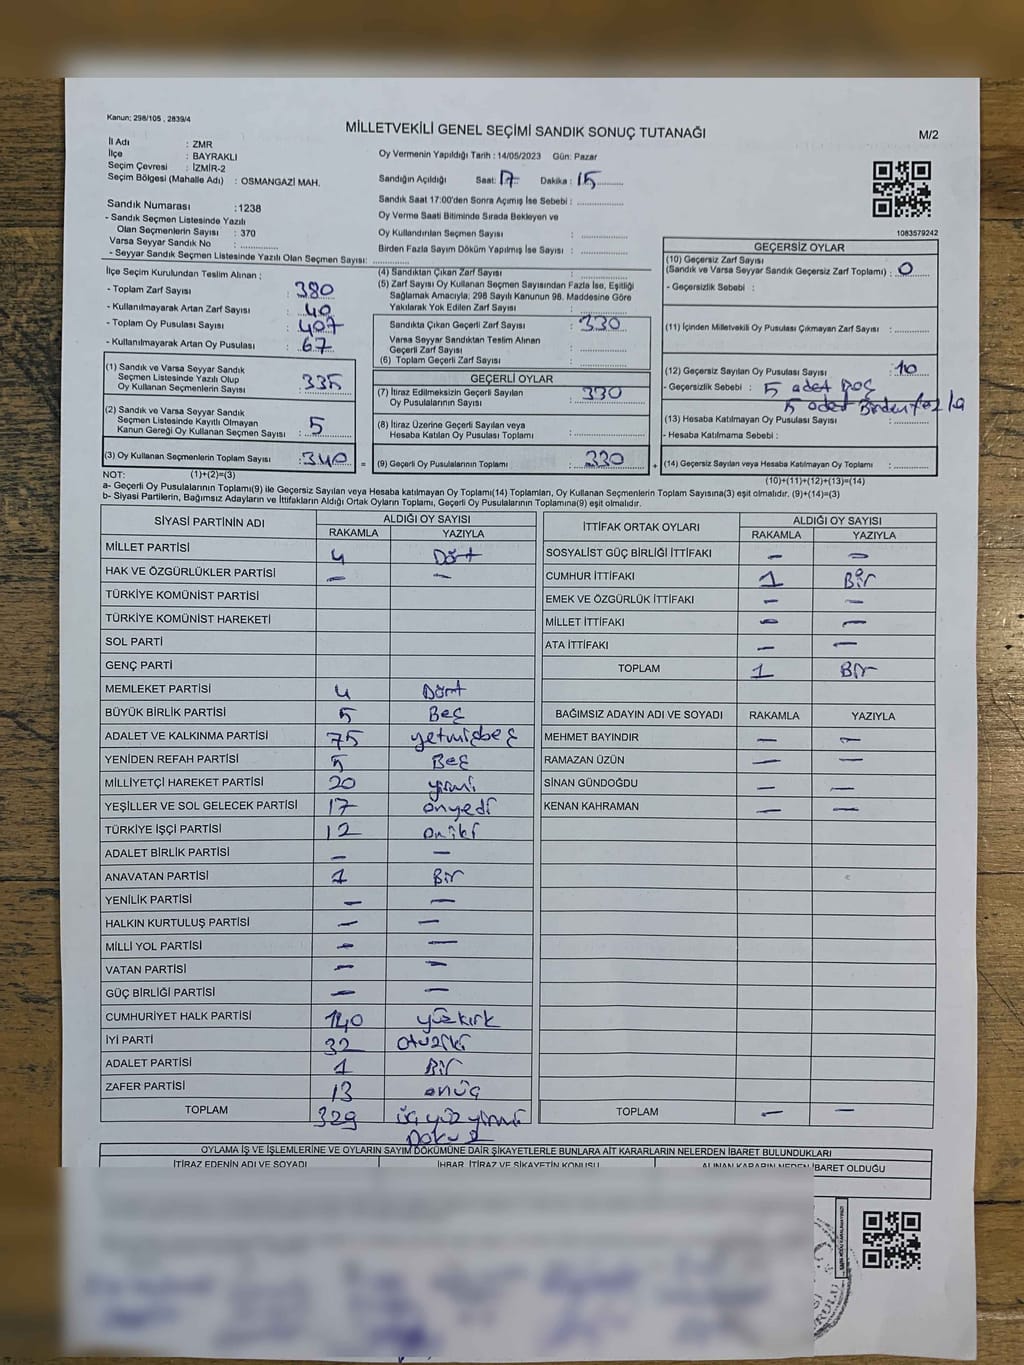 Kanun; 298/105 , 2839/4
MİLLETVEKİLİ GENEL SEÇİMİ SANDIK SONUÇ TUTANAĞI
M/2
İl Adı : ZMR
İlçe : BAYRAKLI
Seçim Çevresi : İZMİR-2
Seçim Bölgesi (Mahalle Adı) : OSMANGAZİ MAH.
Oy Vermenin Yapıldığı Tarih : 14/05/2023 Gün: Pazar
Sandığın Açıldığı Saat: 17 Dakika : 15
Sandık Saat 17:00'den Sonra Açımış İse Sebebi :
Oy Verme Saati Bitiminde Sırada Bekleyen ve
Oy Kullandırılan Seçmen Sayısı :
Birden Fazla Sayım Döküm Yapılmış İse Sayısı :
1083579242
Sandık Numarası :1238
- Sandık Seçmen Listesinde Yazılı
Olan Seçmenlerin Sayısı : 370
Varsa Seyyar Sandık No :
- Seyyar Sandık Seçmen Listesinde Yazılı Olan Seçmen Sayısı:
İlçe Seçim Kurulundan Teslim Alınan ;
- Toplam Zarf Sayısı : 380
- Kullanılmayarak Artan Zarf Sayısı : 40
- Toplam Oy Pusulası Sayısı : 407
- Kullanılmayarak Artan Oy Pusulası : 67
(1) Sandık ve Varsa Seyyar Sandık
Seçmen Listesinde Yazılı Olup
Oy Kullanan Seçmenlerin Sayısı : 335
(2) Sandık ve Varsa Seyyar Sandık
Seçmen Listesinde Kayıtlı Olmayan
Kanun Gereği Oy Kullanan Seçmen Sayısı : 5
(3) Oy Kullanan Seçmenlerin Toplam Sayısı : 340 =
(4) Sandıktan Çıkan Zarf Sayısı :
(5) Zarf Sayısı Oy Kullanan Seçmen Sayısından Fazla İse, Eşitliği
Sağlamak Amacıyla; 298 Sayılı Kanunun 98. Maddesine Göre
Yakılarak Yok Edilen Zarf Sayısı :
Sandıkta Çıkan Geçerli Zarf Sayısı : 330
Varsa Seyyar Sandıktan Teslim Alınan
Geçerli Zarf Sayısı :
(6) Toplam Geçerli Zarf Sayısı :
GEÇERLİ OYLAR
(7) İtiraz Edilmeksizin Geçerli Sayılan
Oy Pusulalarının Sayısı : 330
(8) İtiraz Üzerine Geçerli Sayılan veya
Hesaba Katılan Oy Pusulası Toplamı :
(9) Geçerli Oy Pusulalarının Toplamı : 330 +
GEÇERSİZ OYLAR
(10) Geçersiz Zarf Sayısı
(Sandık ve Varsa Seyyar Sandık Geçersiz Zarf Toplamı) : 0
- Geçersizlik Sebebi :
(11) İçinden Milletvekili Oy Pusulası Çıkmayan Zarf Sayısı :
(12) Geçersiz Sayılan Oy Pusulası Sayısı : 10
- Geçersizlik Sebebi : 5 adet Boş
5 adet Birden fazla
(13) Hesaba Katılmayan Oy Pusulası Sayısı :
- Hesaba Katılmama Sebebi :
(14) Geçersiz Sayılan veya Hesaba Katılmayan Oy Toplamı :
NOT: (1)+(2)=(3)
(10)+(11)+(12)+(13)=(14)
a- Geçerli Oy Pusulalarının Toplamı(9) ile Geçersiz Sayılan veya Hesaba katılmayan Oy Toplamı(14) Toplamları, Oy Kullanan Seçmenlerin Toplam Sayısına(3) eşit olmalıdır. (9)+(14)=(3)
b- Siyasi Partilerin, Bağımsız Adayların ve İttifakların Aldığı Ortak Oyların Toplamı, Geçerli Oy Pusulalarının Toplamına(9) eşit olmalıdır.
SİYASİ PARTİNİN ADI ALDIĞI OY SAYISI
RAKAMLA YAZIYLA
MİLLET PARTİSİ 4 Dört
HAK VE ÖZGÜRLÜKLER PARTİSİ — —
TÜRKİYE KOMÜNİST PARTİSİ
TÜRKİYE KOMÜNİST HAREKETİ
SOL PARTİ
GENÇ PARTİ
MEMLEKET PARTİSİ 4 Dört
BÜYÜK BİRLİK PARTİSİ 5 Beş
ADALET VE KALKINMA PARTİSİ 75 yetmişbeş
YENİDEN REFAH PARTİSİ 5 Beş
MİLLİYETÇİ HAREKET PARTİSİ 20 yirmi
YEŞİLLER VE SOL GELECEK PARTİSİ 17 onyedi
TÜRKİYE İŞÇİ PARTİSİ 12 oniki
ADALET BİRLİK PARTİSİ — —
ANAVATAN PARTİSİ 1 Bir
YENİLİK PARTİSİ — —
HALKIN KURTULUŞ PARTİSİ — —
MİLLİ YOL PARTİSİ — —
VATAN PARTİSİ — —
GÜÇ BİRLİĞİ PARTİSİ — —
CUMHURİYET HALK PARTİSİ 140 yüzkırk
İYİ PARTİ 32 otuziki
ADALET PARTİSİ 1 Bir
ZAFER PARTİSİ 13 onüç
TOPLAM 329 üç yüz yirmi
Dokuz
İTTİFAK ORTAK OYLARI ALDIĞI OY SAYISI
RAKAMLA YAZIYLA
SOSYALİST GÜÇ BİRLİĞİ İTTİFAKI — —
CUMHUR İTTİFAKI 1 Bir
EMEK VE ÖZGÜRLÜK İTTİFAKI — —
MİLLET İTTİFAKI — —
ATA İTTİFAKI — —
TOPLAM 1 Bir
BAĞIMSIZ ADAYIN ADI VE SOYADI RAKAMLA YAZIYLA
MEHMET BAYINDIR — —
RAMAZAN ÜZÜN — —
SİNAN GÜNDOĞDU — —
KENAN KAHRAMAN — —
TOPLAM — —
OYLAMA İŞ VE İŞLEMLERİNE VE OYLARIN SAYIM DÖKÜMÜNE DAİR ŞİKAYETLERLE BUNLARA AİT KARARLARIN NELERDEN İBARET BULUNDUKLARI
İTİRAZ EDENİN ADI VE SOYADI İHBAR, İTİRAZ VE ŞİKAYETİN KONUSU ALINAN KARARIN NEDEN İBARET OLDUĞU